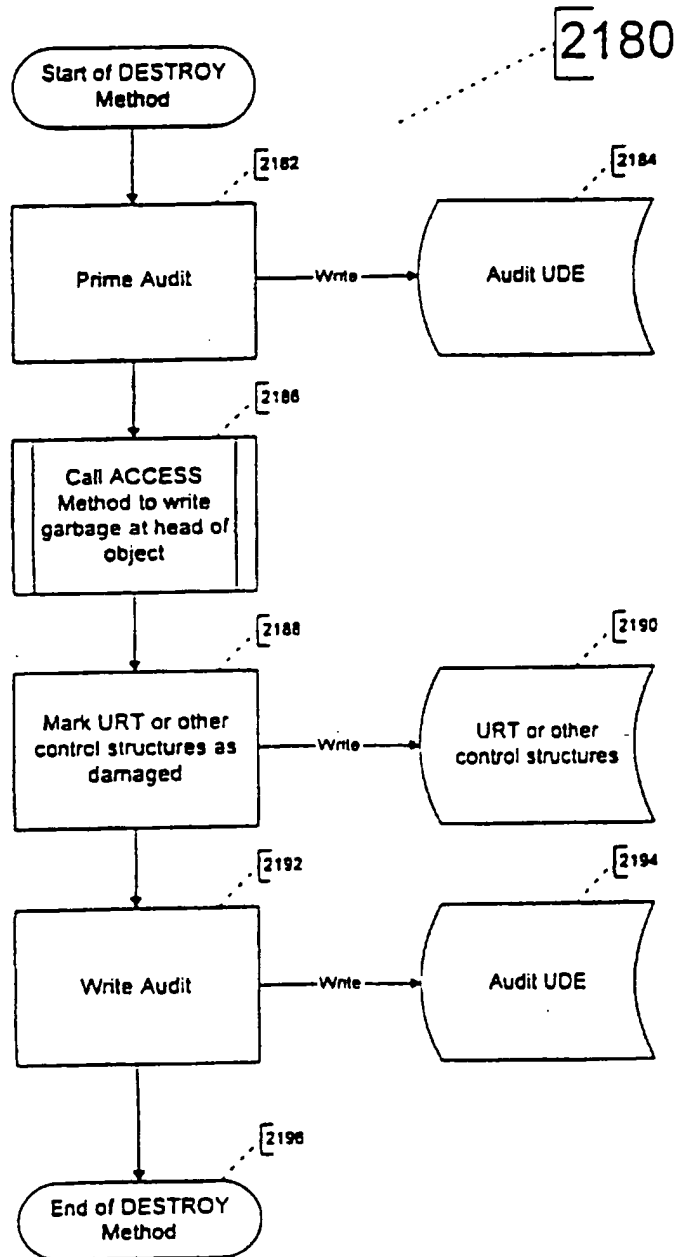 2180
Start of DESTROY
Method
2182
2184
Prime Audit
Write
Audit UDE
2186
Call ACCESS
Method to write
garbage at head of
object
2188
2190
Mark URT or other
control structures as
damaged
Write
URT or other
control structures
2192
2194
Write Audit
Write
Audit UDE
2196
End of DESTROY
Method